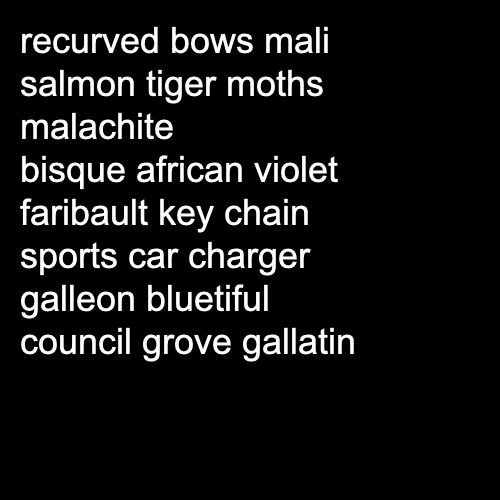 recurved bows mali
salmon tiger moths
malachite
bisque african violet
faribault key chain
sports car charger
galleon bluetiful
council grove gallatin